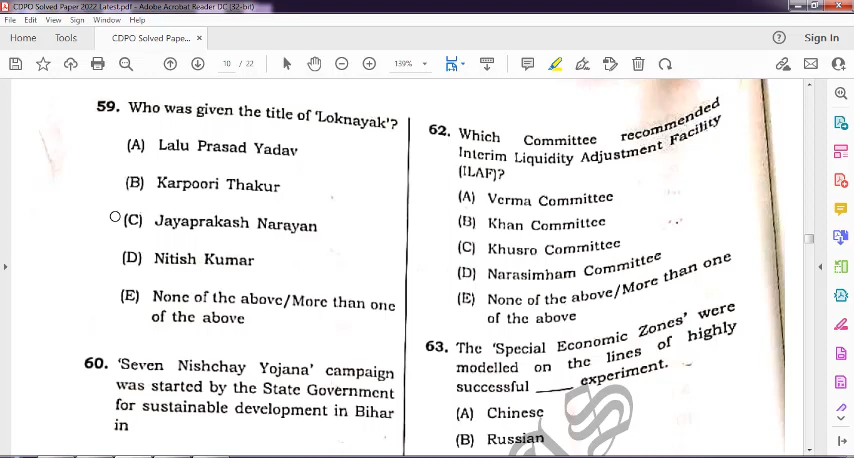 CDPO Solved Paper 2022 Latest.pdf - Adobe Acrobat Reader DC (32-bit)
File Edit View Sign Window Help
Home Tools CDPO Solved Pape... × Sign In
10 / 22 139%
59. Who was given the title of 'Loknayak'?
(A) Lalu Prasad Yadav
(B) Karpoori Thakur
(C) Jayaprakash Narayan
(D) Nitish Kumar
(E) None of the above/More than one
of the above
60. 'Seven Nishchay Yojana' campaign
was started by the State Government
for sustainable development in Bihar
in
62. Which Committee recommended
Interim Liquidity Adjustment Facility
(ILAF)?
(A) Verma Committee
(B) Khan Committee
(C) Khusro Committee
(D) Narasimham Committee
(E) None of the above/More than one
of the above
63. The 'Special Economic Zones' were
modelled on the lines of highly
successful ____ experiment.
(A) Chinese
(B) Russian